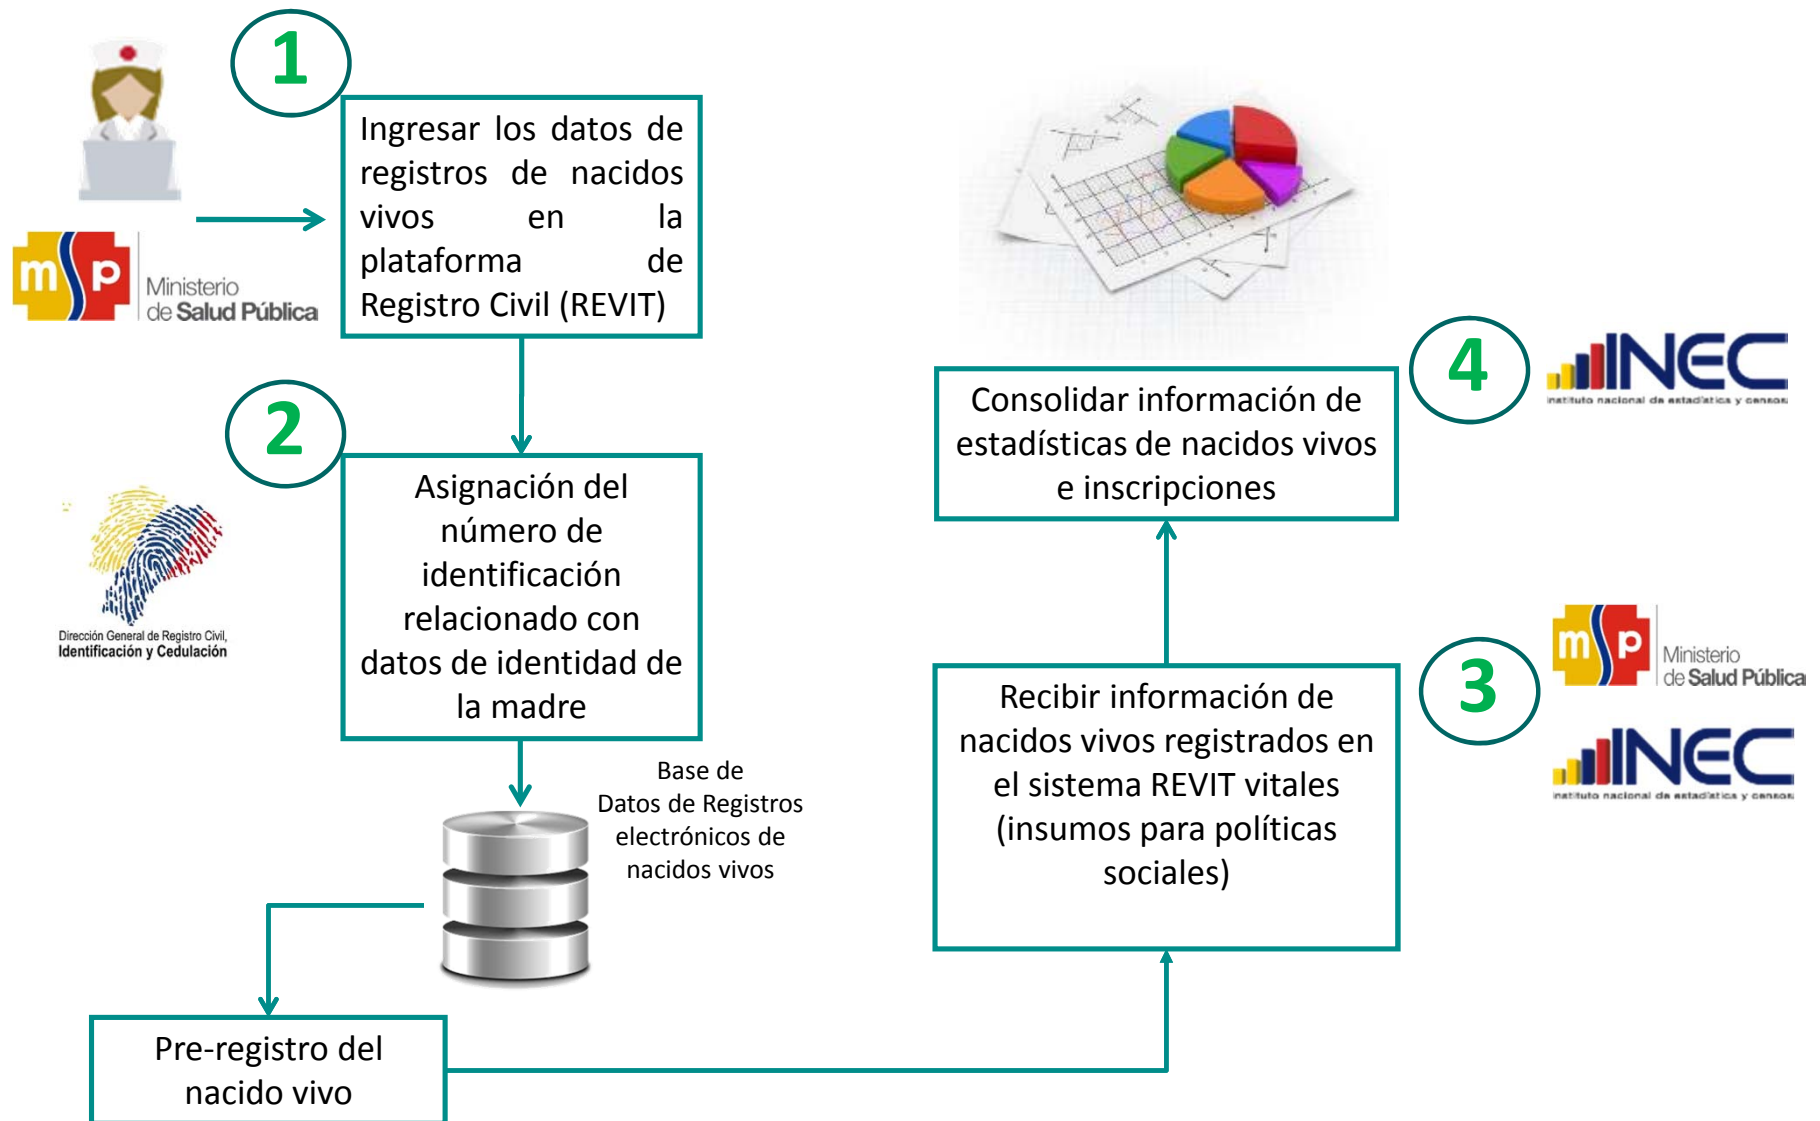 1
Ingresar los datos de
registros de nacidos
vivos en la
plataforma de
Registro Civil (REVIT)
msp
Ministerio
de Salud Pública
2
Asignación del
número de
identificación
relacionado con
datos de identidad de
la madre
Dirección General de Registro Civil,
Identificación y Cedulación
Base de
Datos de Registros
electrónicos de
nacidos vivos
Pre-registro del
nacido vivo
3
Recibir información de
nacidos vivos registrados en
el sistema REVIT vitales
(insumos para políticas
sociales)
msp
Ministerio
de Salud Pública
INEC
instituto nacional de estadística y censos
4
Consolidar información de
estadísticas de nacidos vivos
e inscripciones
INEC
instituto nacional de estadística y censos